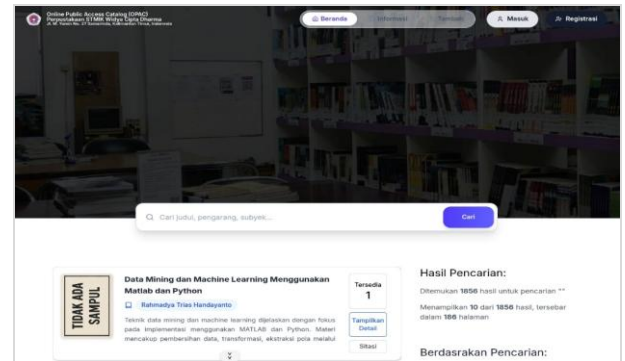 Online Public Access Catalog (OPAC)
Perpustakaan STMIK Widya Cipta Dharma
Beranda
Informasi
Tentang
Masuk
Registrasi
Cari judul, pengarang, subyek...
Cari
TIDAK ADA
SAMPUL
Data Mining dan Machine Learning Menggunakan
Matlab dan Python
Rahmadya Trias Handayanto
Teknik data mining dan machine learning dijelaskan dengan fokus
pada implementasi menggunakan MATLAB dan Python. Materi
mencakup pembersihan data, transformasi, ekstraksi pola melalui
Tersedia
1
Tampilkan
Detail
Sitasi
Hasil Pencarian:
Ditemukan 1856 hasil untuk pencarian ""
Menampilkan 10 dari 1856 hasil, tersebar
dalam 186 halaman
Berdasrakan Pencarian: